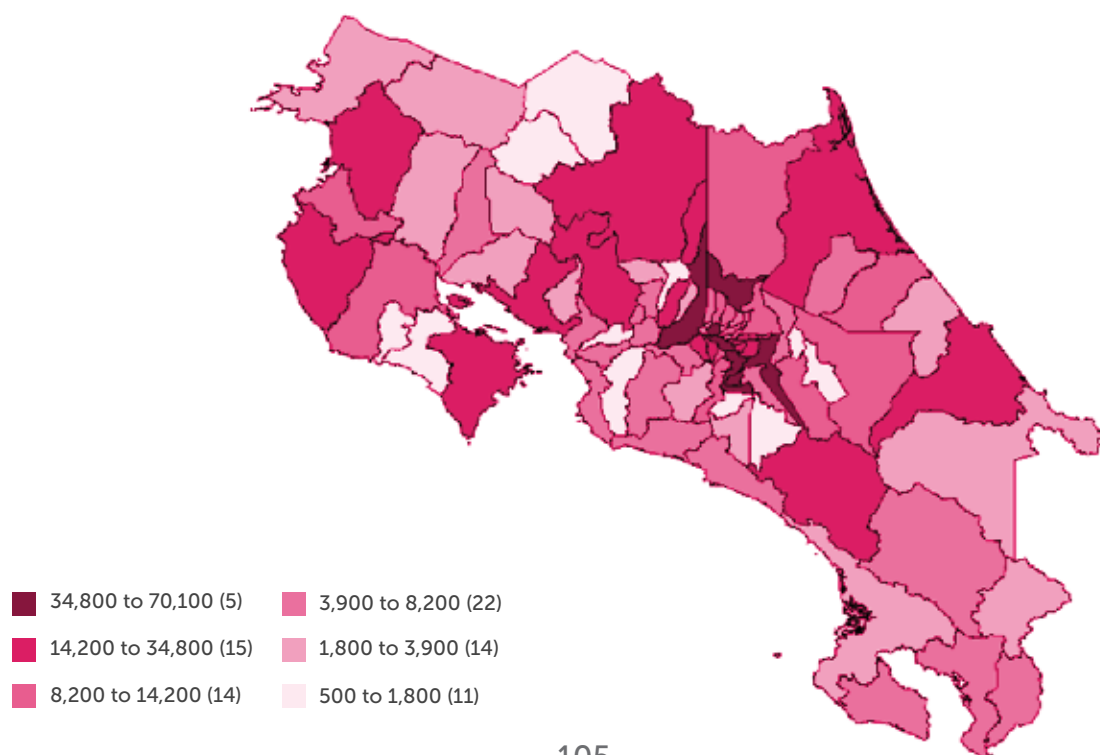 34,800 to 70,100 (5)
14,200 to 34,800 (15)
8,200 to 14,200 (14)
3,900 to 8,200 (22)
1,800 to 3,900 (14)
500 to 1,800 (11)
105